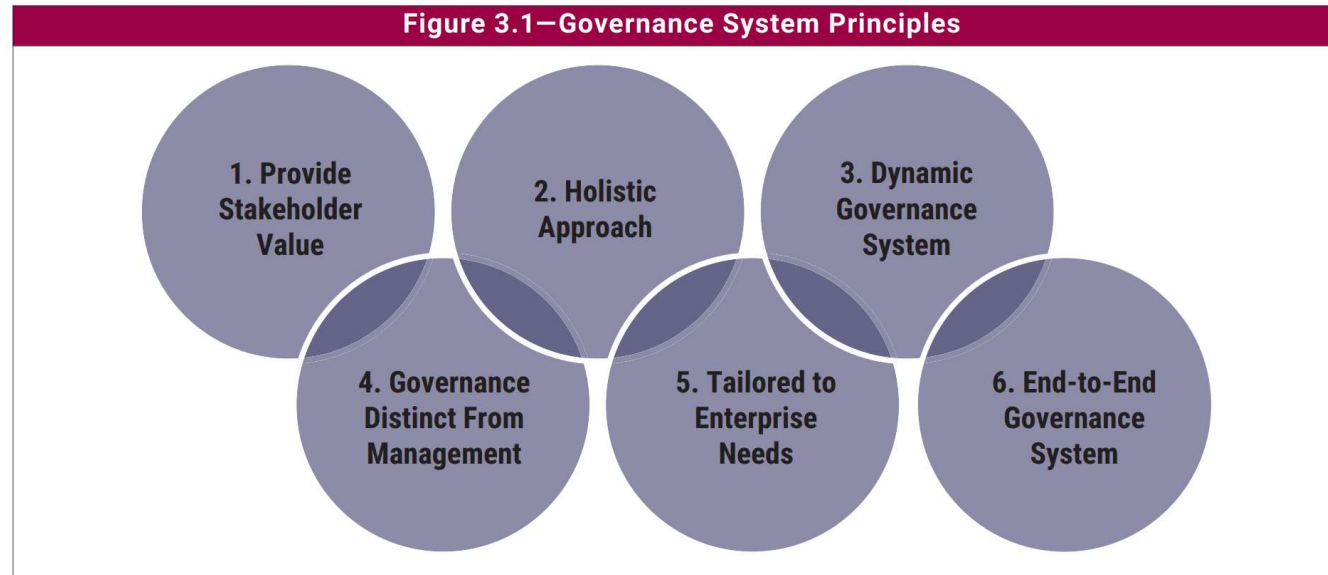 Figure 3.1—Governance System Principles
1. Provide
Stakeholder
Value
2. Holistic
Approach
3. Dynamic
Governance
System
4. Governance
Distinct From
Management
5. Tailored to
Enterprise
Needs
6. End-to-End
Governance
System